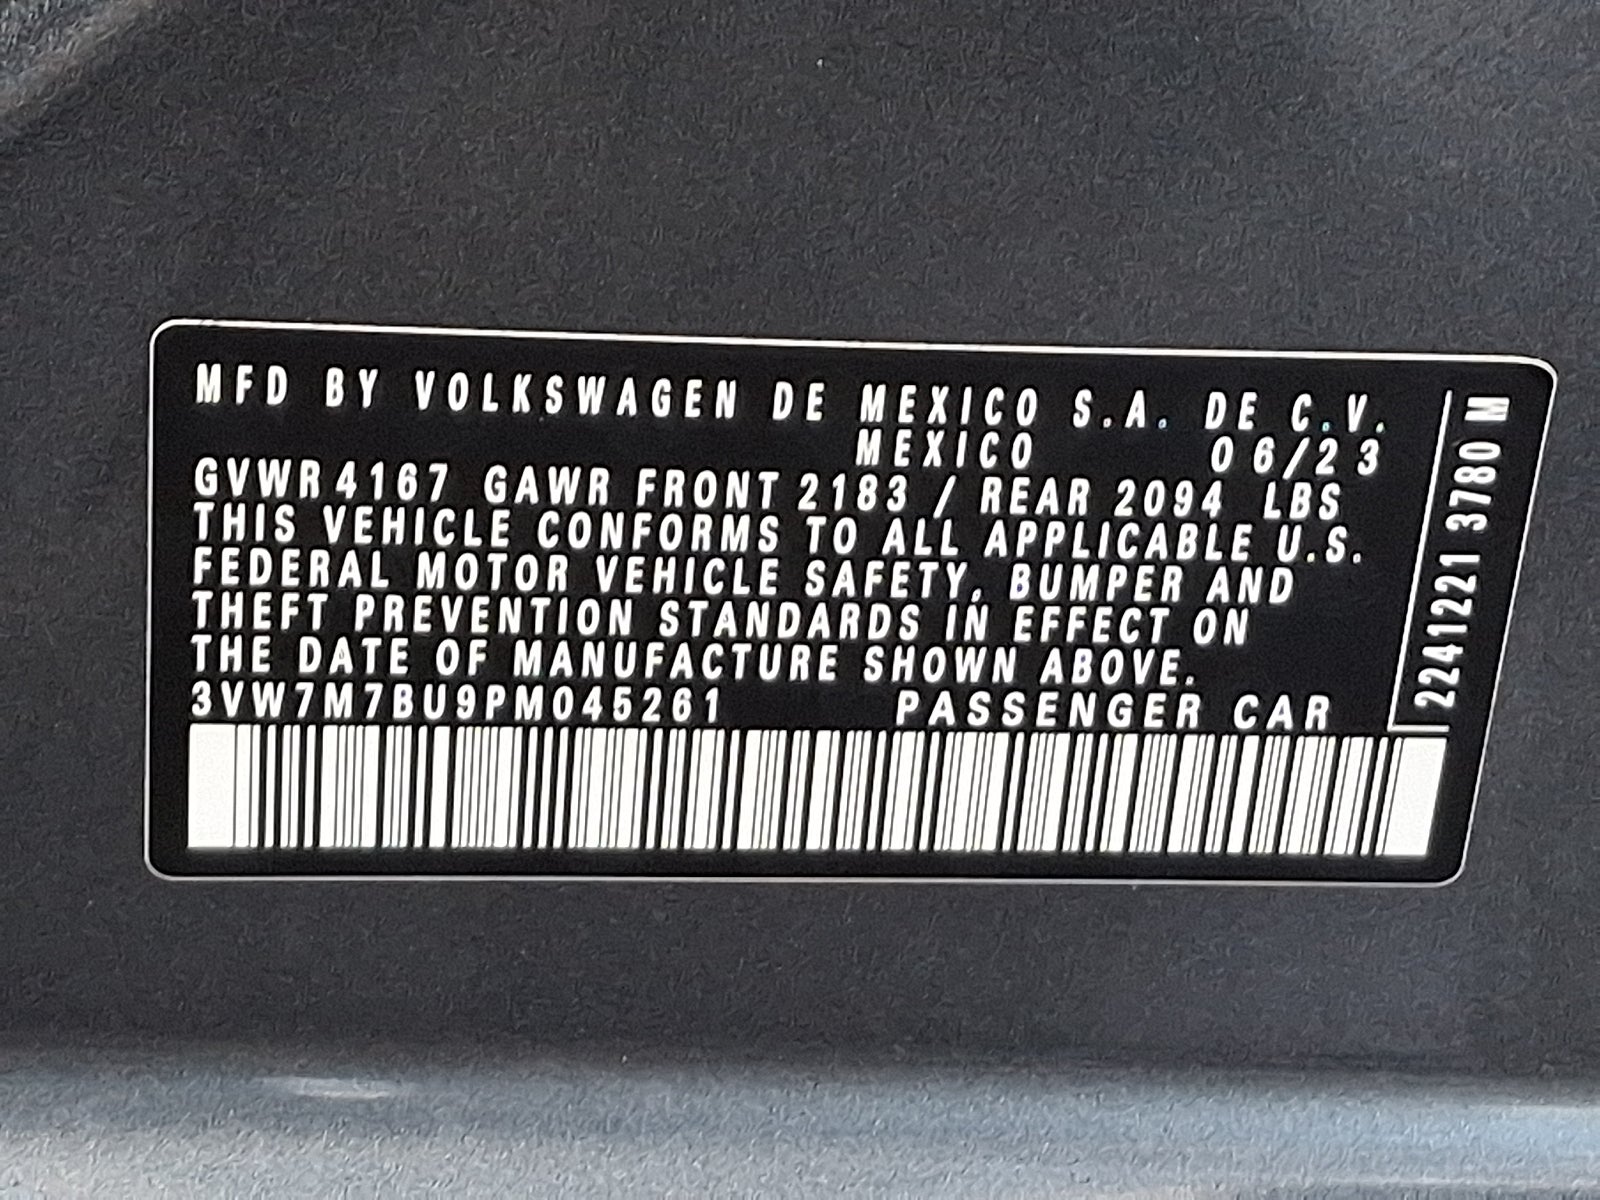 MFD BY VOLKSWAGEN DE MEXICO S.A. DE C.V.
MEXICO 06/23
GVWR 4167 GAWR FRONT 2183 / REAR 2094 LBS
THIS VEHICLE CONFORMS TO ALL APPLICABLE U.S.
FEDERAL MOTOR VEHICLE SAFETY, BUMPER AND
THEFT PREVENTION STANDARDS IN EFFECT ON
THE DATE OF MANUFACTURE SHOWN ABOVE.
3VW7M7BU9PM045261 PASSENGER CAR
2241221 3780 M